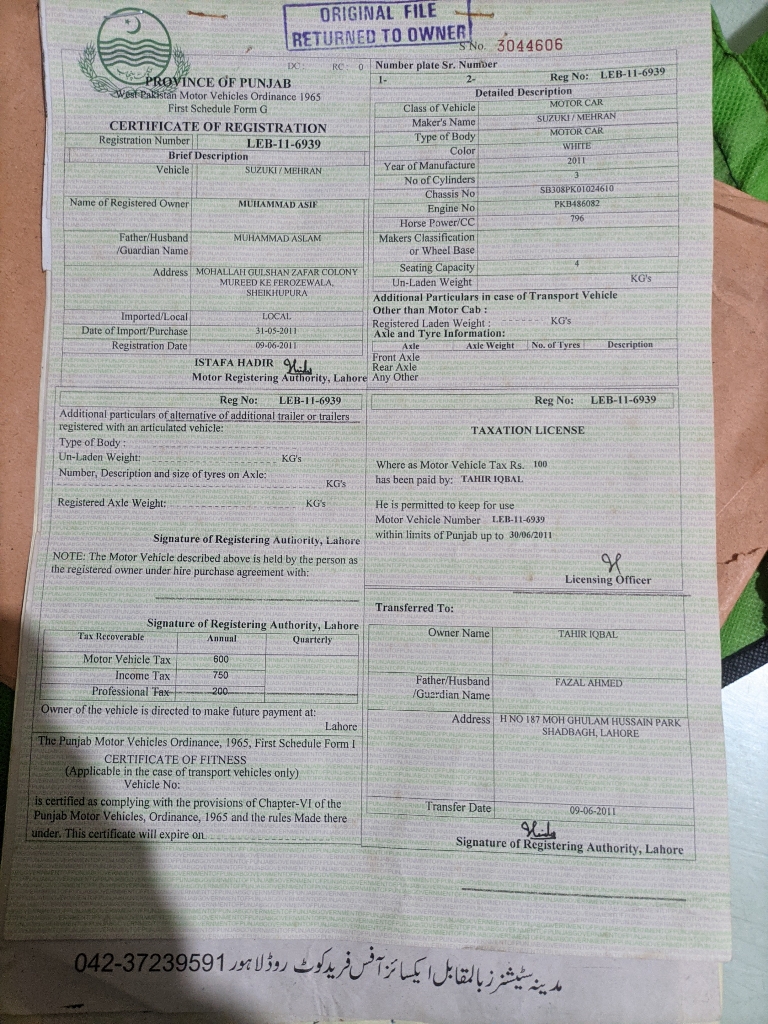 ORIGINAL FILE
RETURNED TO OWNER
S No. 3044606
DC: RC: 0
PROVINCE OF PUNJAB
West Pakistan Motor Vehicles Ordinance 1965
First Schedule Form G
CERTIFICATE OF REGISTRATION
Registration Number LEB-11-6939
Brief Description
Vehicle SUZUKI / MEHRAN
Name of Registered Owner MUHAMMAD ASIF
Father/Husband MUHAMMAD ASLAM
/Guardian Name
Address MOHALLAH GULSHAN ZAFAR COLONY
MUREED KE FEROZEWALA,
SHEIKHUPURA
Imported/Local LOCAL
Date of Import/Purchase 31-05-2011
Registration Date 09-06-2011
ISTAFA HADIR
Motor Registering Authority, Lahore
Number plate Sr. Number
1- 2- Reg No: LEB-11-6939
Detailed Description
Class of Vehicle MOTOR CAR
Maker's Name SUZUKI / MEHRAN
Type of Body MOTOR CAR
Color WHITE
Year of Manufacture 2011
No of Cylinders 3
Chassis No SB308PK01024610
Engine No PKB486082
Horse Power/CC 796
Makers Classification
or Wheel Base
Seating Capacity 4
Un-Laden Weight KG's
Additional Particulars in case of Transport Vehicle
Other than Motor Cab :
Registered Laden Weight : KG's
Axle and Tyre Information:
Axle Axle Weight No. of Tyres Description
Front Axle
Rear Axle
Any Other
Reg No: LEB-11-6939
Additional particulars of alternative of additional trailer or trailers
registered with an articulated vehicle:
Type of Body :
Un-Laden Weight: KG's
Number, Description and size of tyres on Axle:
KG's
Registered Axle Weight: KG's
Signature of Registering Authority, Lahore
NOTE: The Motor Vehicle described above is held by the person as
the registered owner under hire purchase agreement with:
Signature of Registering Authority, Lahore
Tax Recoverable Annual Quarterly
Motor Vehicle Tax 600
Income Tax 750
Professional Tax 200
Owner of the vehicle is directed to make future payment at:
Lahore
The Punjab Motor Vehicles Ordinance, 1965, First Schedule Form I
CERTIFICATE OF FITNESS
(Applicable in the case of transport vehicles only)
Vehicle No:
is certified as complying with the provisions of Chapter-VI of the
Punjab Motor Vehicles, Ordinance, 1965 and the rules Made there
under. This certificate will expire on
Reg No: LEB-11-6939
TAXATION LICENSE
Where as Motor Vehicle Tax Rs. 100
has been paid by: TAHIR IQBAL
He is permitted to keep for use
Motor Vehicle Number LEB-11-6939
within limits of Punjab up to 30/06/2011
Licensing Officer
Transferred To:
Owner Name TAHIR IQBAL
Father/Husband FAZAL AHMED
/Guardian Name
Address H NO 187 MOH GHULAM HUSSAIN PARK
SHADBAGH, LAHORE
Transfer Date 09-06-2011
Signature of Registering Authority, Lahore
مدینہ سٹیشنرز بالمقابل ایکسائز آفس فرید کوٹ روڈ لاہور 042-37239591